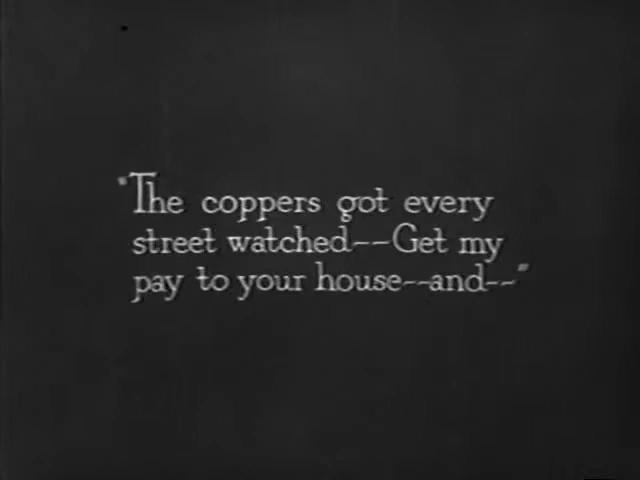 "The coppers got every
street watched--Get my
pay to your house--and--"